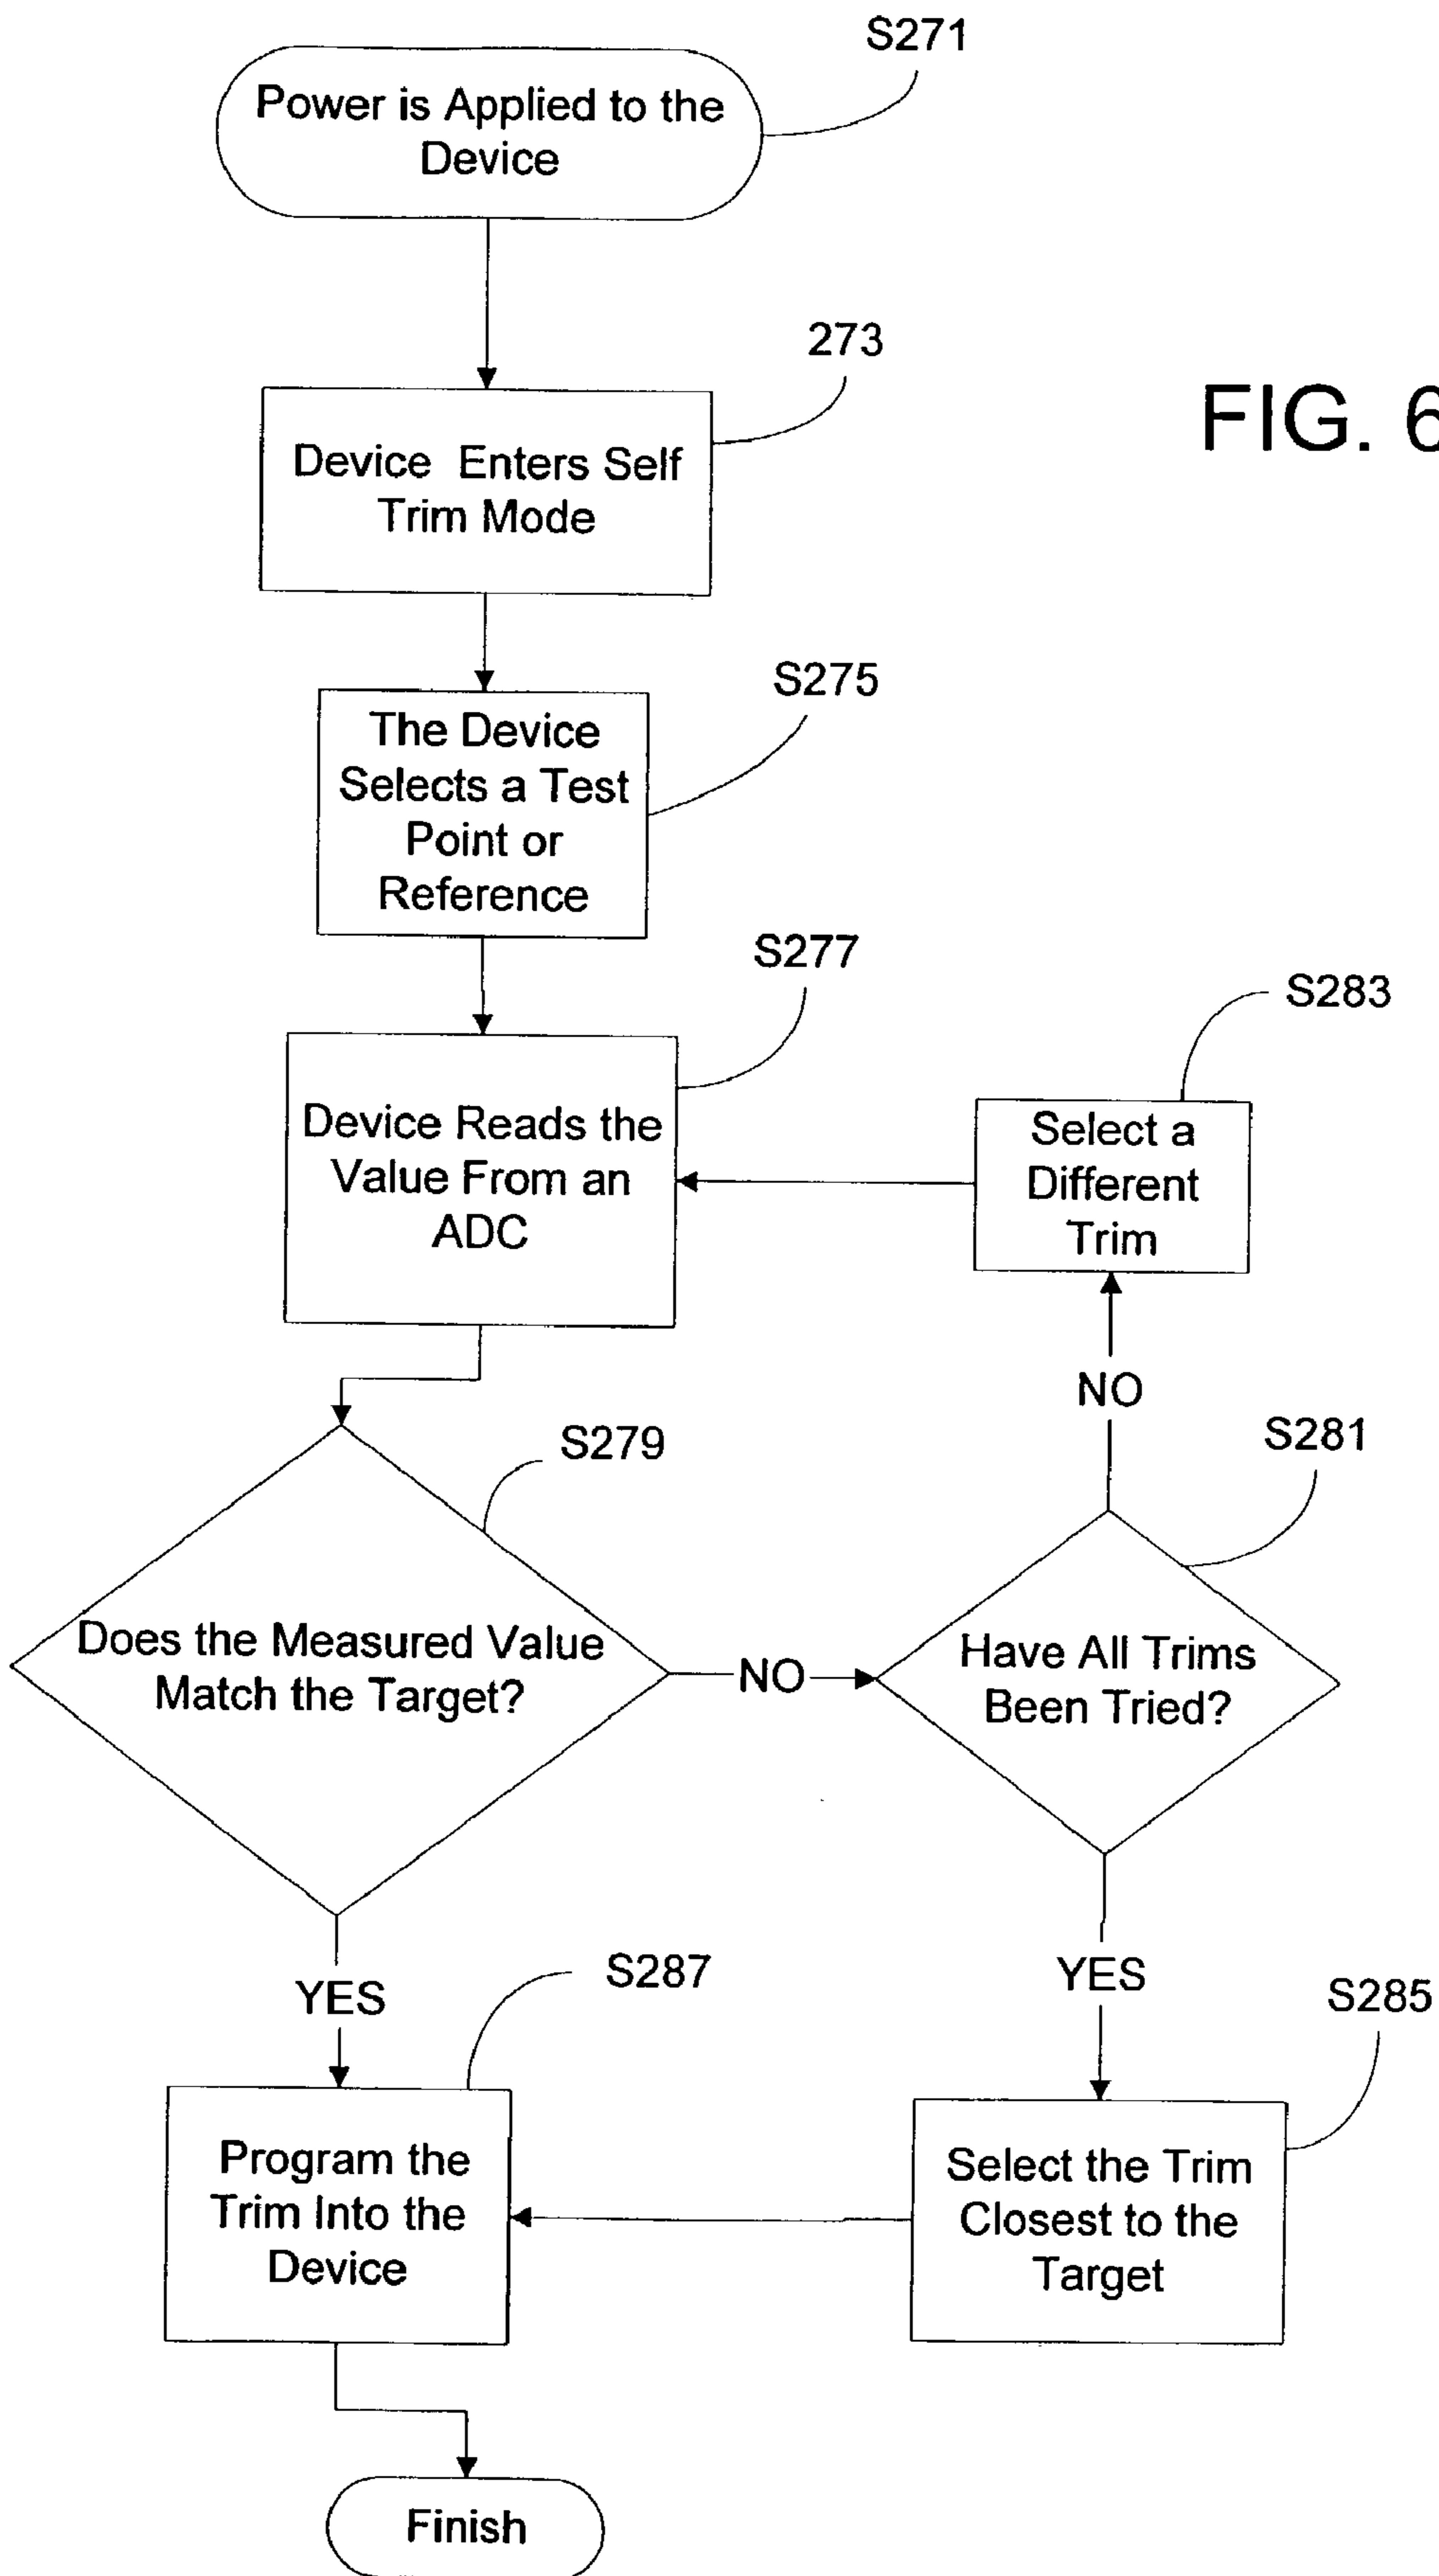 S271
Power is Applied to the
Device
273
FIG. 6
Device Enters Self
Trim Mode
S275
The Device
Selects a Test
Point or
Reference
S277
S283
Device Reads the
Value From an
ADC
Select a
Different
Trim
NO
S279
S281
Does the Measured Value
Match the Target?
NO
Have All Trims
Been Tried?
YES
S287
YES
S285
Program the
Trim Into the
Device
Select the Trim
Closest to the
Target
Finish